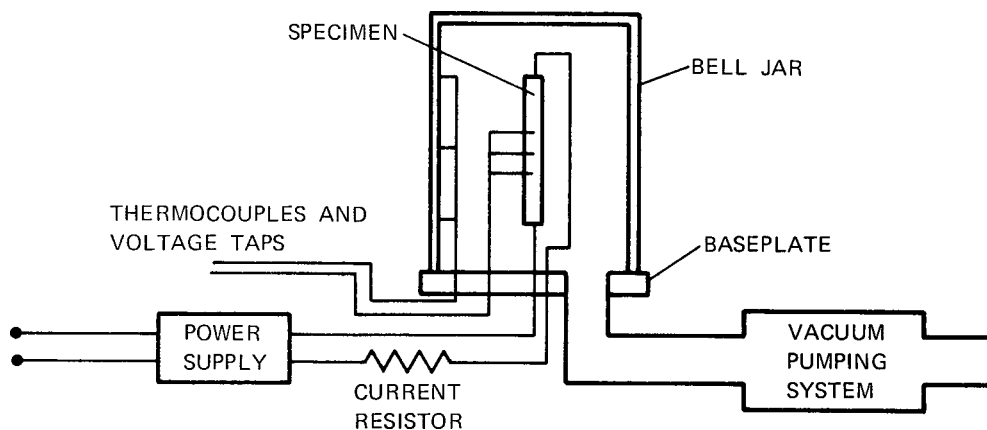 SPECIMEN
BELL JAR
THERMOCOUPLES AND
VOLTAGE TAPS
BASEPLATE
POWER
SUPPLY
CURRENT
RESISTOR
VACUUM
PUMPING
SYSTEM